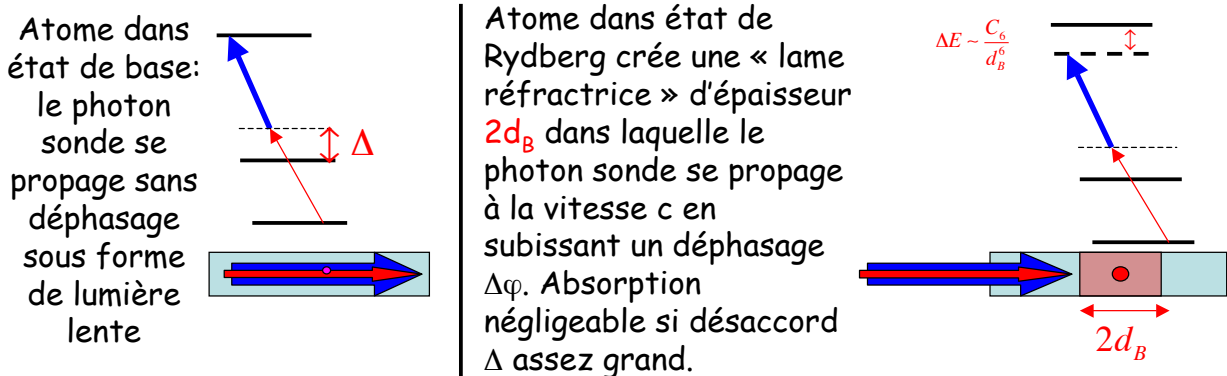 Atome dans
état de base:
le photon
sonde se
propage sans
déphasage
sous forme
de lumière
lente
Δ
Atome dans état de
Rydberg crée une « lame
réfractrice » d'épaisseur
2d_B dans laquelle le
photon sonde se propage
à la vitesse c en
subissant un déphasage
Δφ. Absorption
négligeable si désaccord
Δ assez grand.
ΔE ~ C_6 / d_B^6
2d_B